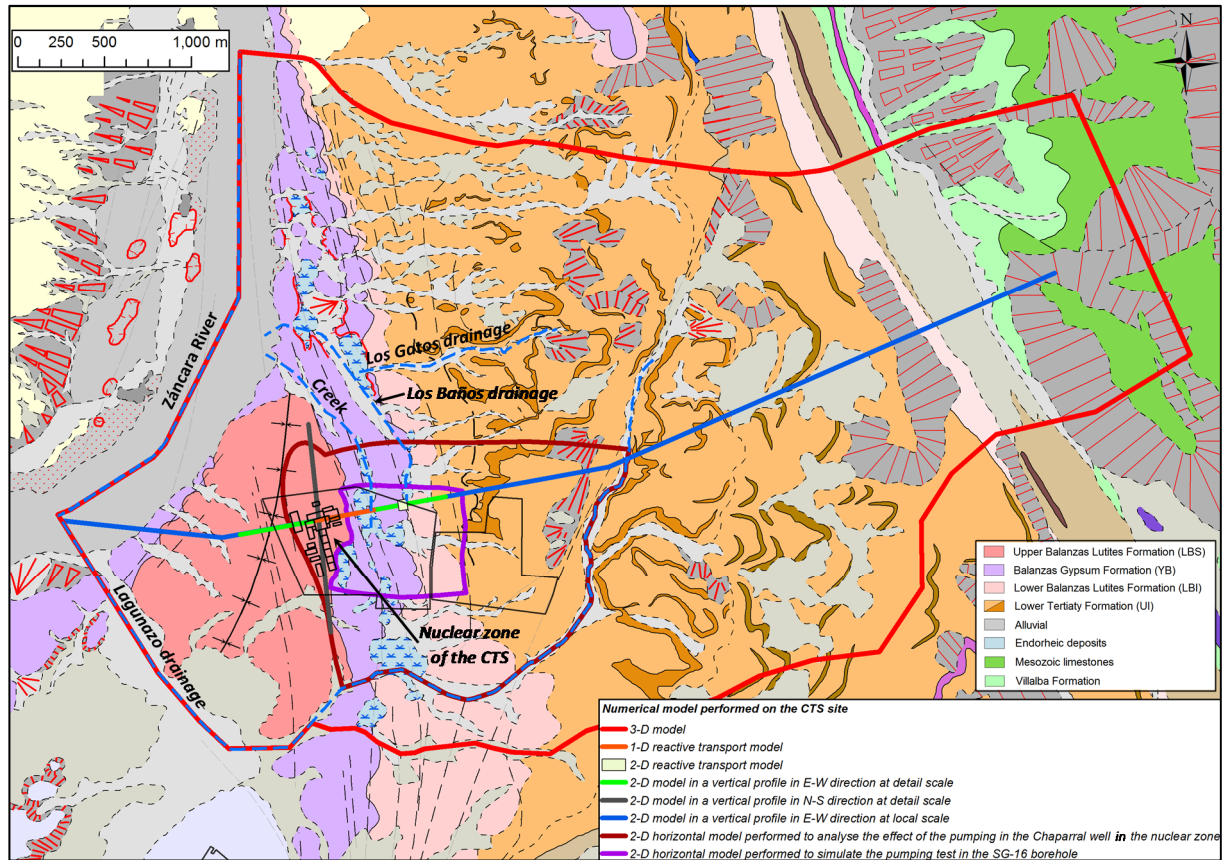 N
0 250 500 1,000 m
Záncara River
6
Los Gatos drainage
Los Baños drainage
Creek
Nuclear zone
of the CTS
Lagunazo drainage
Upper Balanzas Lutites Formation (LBS)
Balanzas Gypsum Formation (YB)
Lower Balanzas Lutites Formation (LBI)
Lower Tertiaty Formation (UI)
Alluvial
Endorheic deposits
Mesozoic limestones
Villalba Formation
Numerical model performed on the CTS site
3-D model
1-D reactive transport model
2-D reactive transport model
2-D model in a vertical profile in E-W direction at detail scale
2-D model in a vertical profile in N-S direction at detail scale
2-D model in a vertical profile in E-W direction at local scale
2-D horizontal model performed to analyse the effect of the pumping in the Chaparral well in the nuclear zone
2-D horizontal model performed to simulate the pumping test in the SG-16 borehole